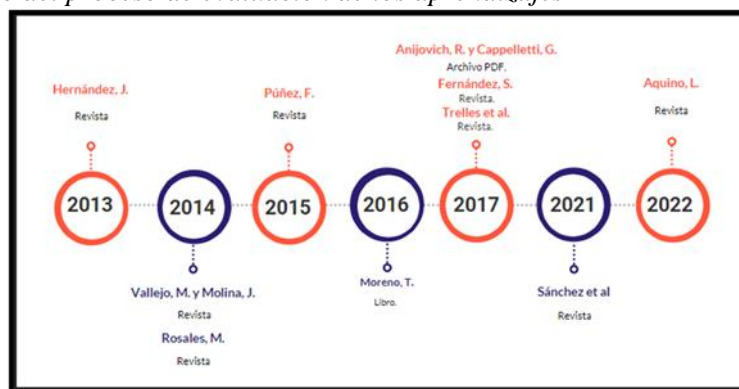 Anijovich, R. y Cappelletti, G.
Archivo PDF.
Hernández, J.
Púñez, F.
Fernández, S.
Aquino, L.
Revista
Revista
Revista.
Revista
Trelles et al.
Revista.
2013
2014
2015
2016
2017
2021
2022
Vallejo, M. y Molina, J.
Moreno, T.
Sánchez et al
Revista
Libro.
Revista
Rosales, M.
Revista